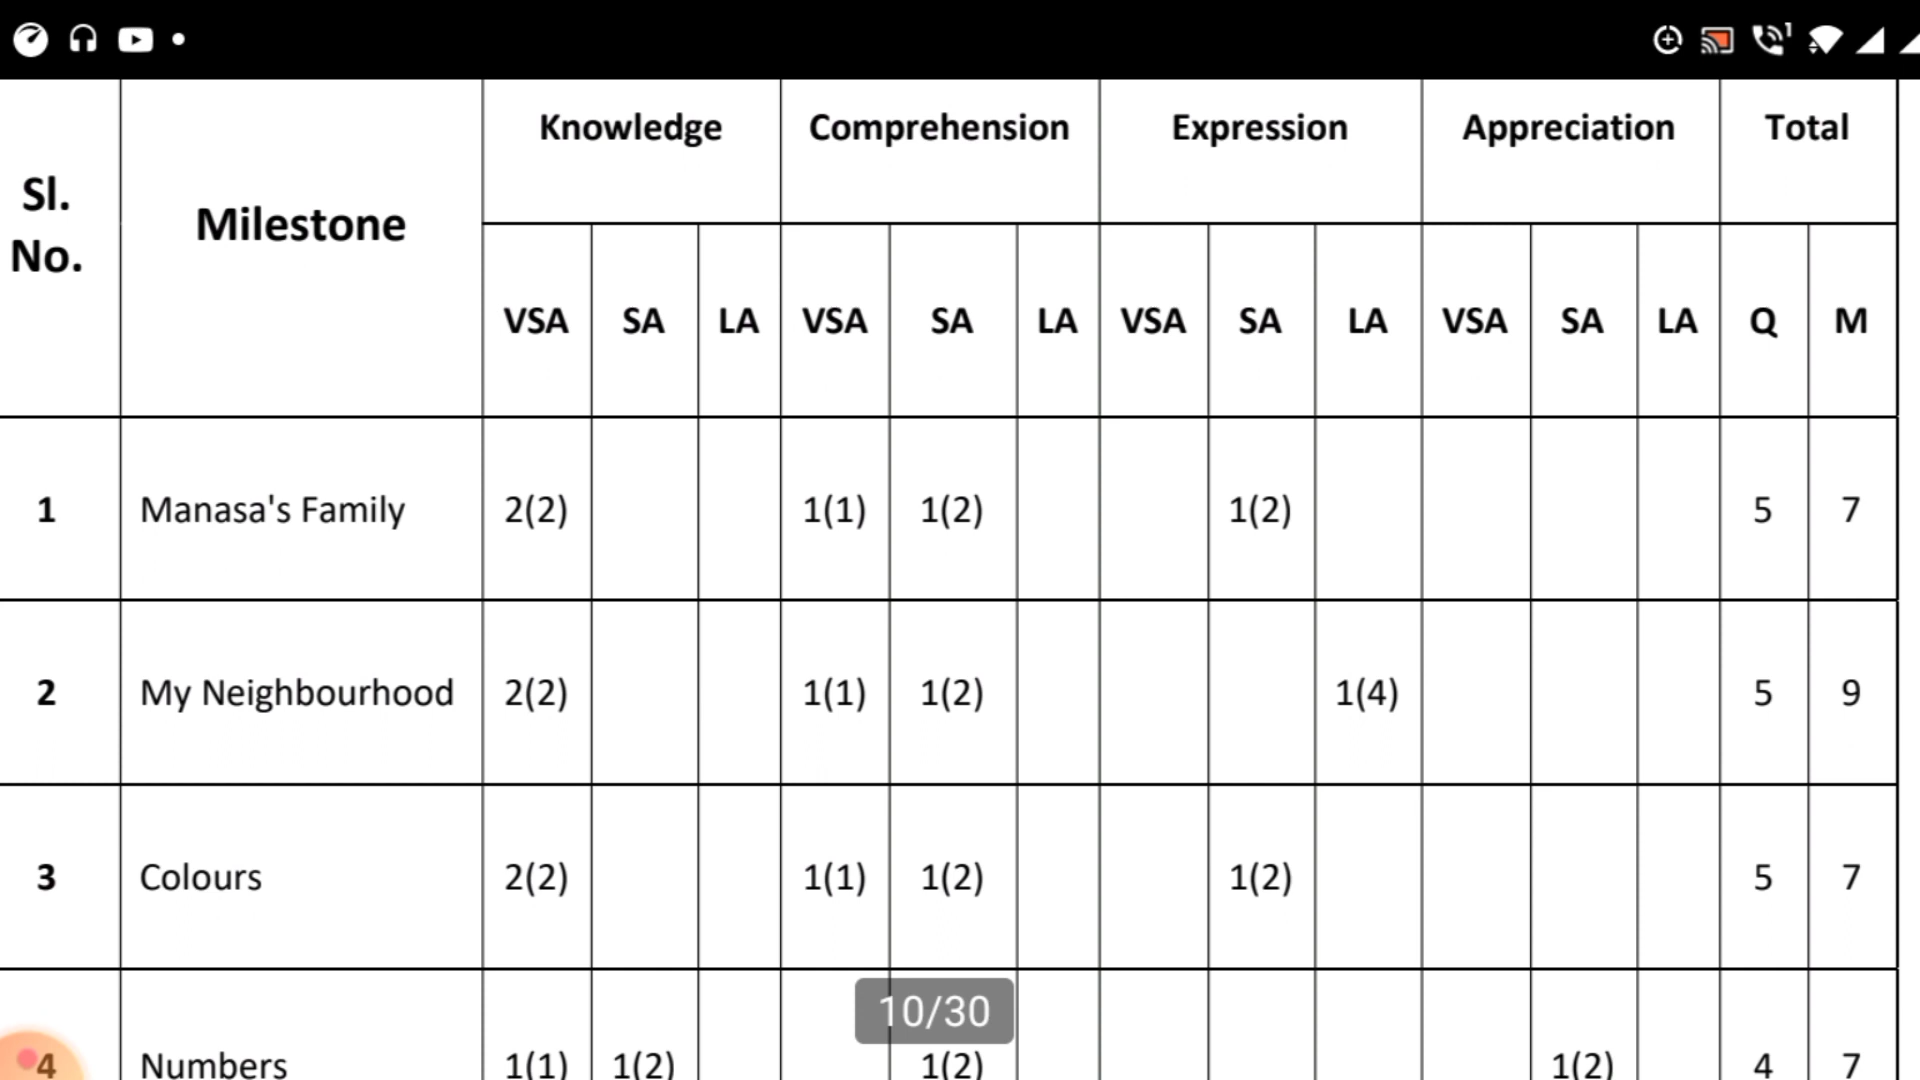 Knowledge Comprehension Expression Appreciation Total
Sl. No. Milestone
VSA SA LA VSA SA LA VSA SA LA VSA SA LA Q M
1 Manasa's Family 2(2) 1(1) 1(2) 1(2) 5 7
2 My Neighbourhood 2(2) 1(1) 1(2) 1(4) 5 9
3 Colours 2(2) 1(1) 1(2) 1(2) 5 7
10/30
4 Numbers 1(1) 1(2) 1(2) 1(2) 4 7